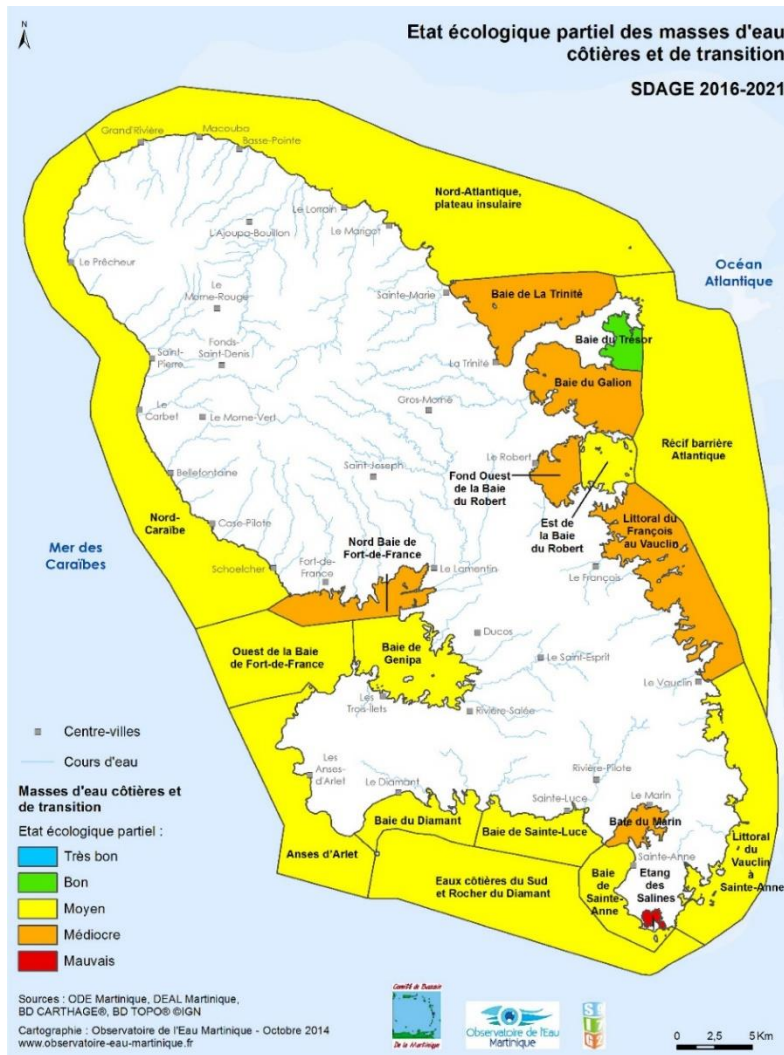 Etat écologique partiel des masses d'eau
côtières et de transition
SDAGE 2016-2021
N
Grand'Rivière
Macouba
Basse-Pointe
Nord-Atlantique,
plateau insulaire
Le Lorrain
L'Ajoupa-Bouillon
Le Marigot
Océan
Atlantique
Le Prêcheur
Le
Morne-Rouge
Sainte-Marie
Baie de La Trinité
Baie du Trésor
Saint-
Pierre
Fonds-
Saint-Denis
La Trinité
Baie du Galion
Le
Carbet
Le Morne-Vert
Gros-Morne
Récif barrière
Atlantique
Bellefontaine
Saint-Joseph
Le Robert
Fond Ouest
de la Baie
du Robert
Est de
la Baie
du Robert
Littoral du
François
au Vauclin
Nord-
Caraïbe
Case-Pilote
Nord Baie de
Fort-de-France
Mer des
Caraïbes
Schoelcher
Fort-de-
France
Le Lamentin
Le François
Ouest de la Baie
de Fort-de-France
Baie de
Genipa
Ducos
Le Saint-Esprit
Le Vauclin
Les
Trois-Ilets
Rivière-Salée
Centre-villes
Cours d'eau
Les
Anses-
d'Arlet
Le Diamant
Rivière-Pilote
Sainte-Luce
Le Marin
Baie du Marin
Masses d'eau côtières et
de transition
Etat écologique partiel :
Très bon
Bon
Moyen
Médiocre
Mauvais
Baie du Diamant
Baie de Sainte-Luce
Anses d'Arlet
Eaux côtières du Sud
et Rocher du Diamant
Baie
de
Sainte-
Anne
Sainte-Anne
Etang
des
Salines
Littoral du
Vauclin
à
Sainte-Anne
Sources : ODE Martinique, DEAL Martinique,
BD CARTHAGE®, BD TOPO® ©IGN
Cartographie : Observatoire de l'Eau Martinique - Octobre 2014
www.observatoire-eau-martinique.fr
Comité de Bassin
De la Martinique
Observatoire de l'Eau
Martinique
0 2,5 5 Km